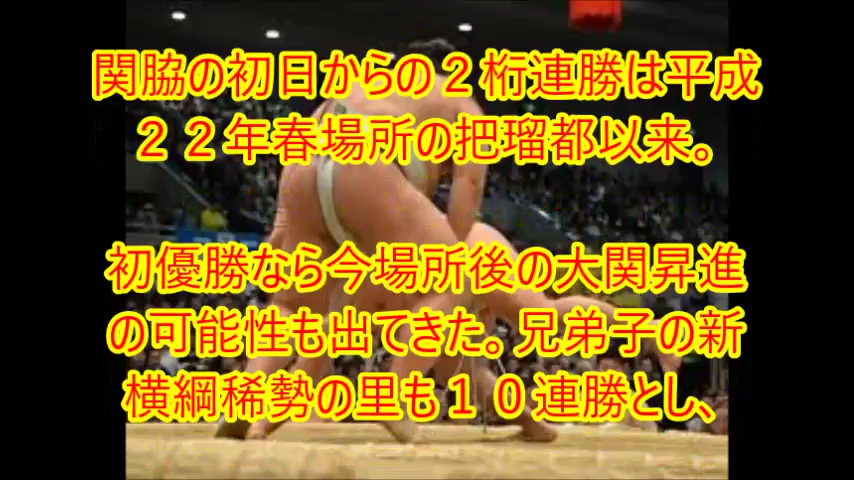 関脇の初日からの２桁連勝は平成
２２年春場所の把瑠都以来。
初優勝なら今場所後の大関昇進
の可能性も出てきた。兄弟子の新
横綱稀勢の里も１０連勝とし、